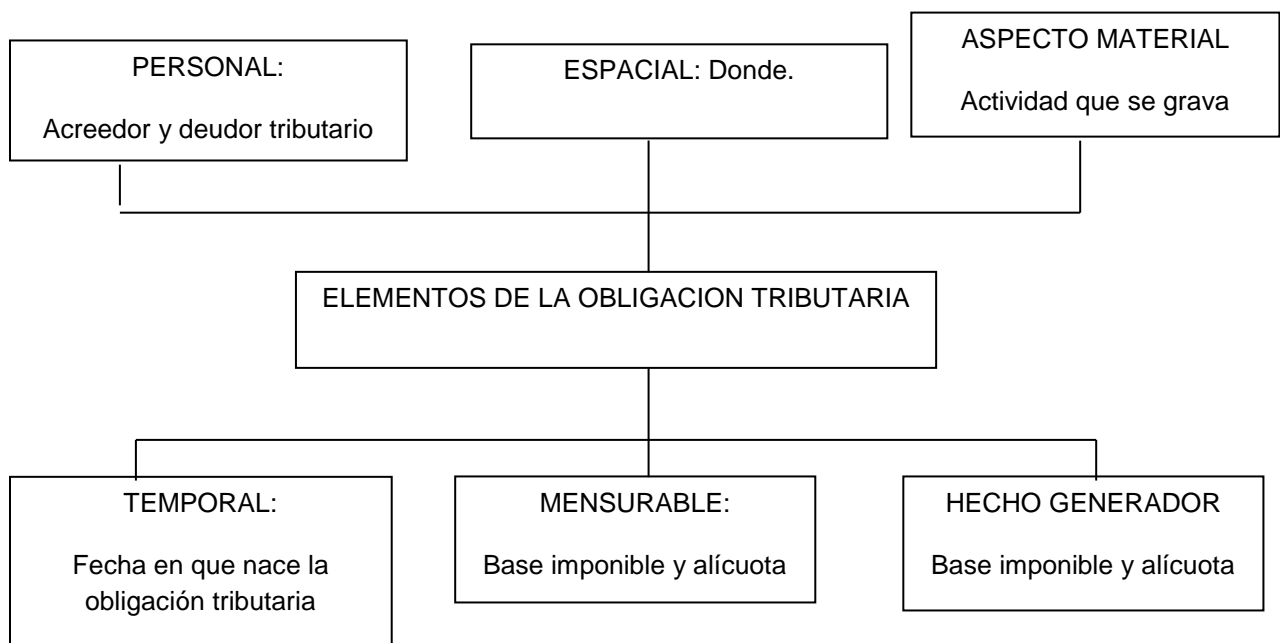 PERSONAL:
Acreedor y deudor tributario
ESPACIAL: Donde.
ASPECTO MATERIAL
Actividad que se grava
ELEMENTOS DE LA OBLIGACION TRIBUTARIA
TEMPORAL:
Fecha en que nace la
obligación tributaria
MENSURABLE:
Base imponible y alícuota
HECHO GENERADOR
Base imponible y alícuota